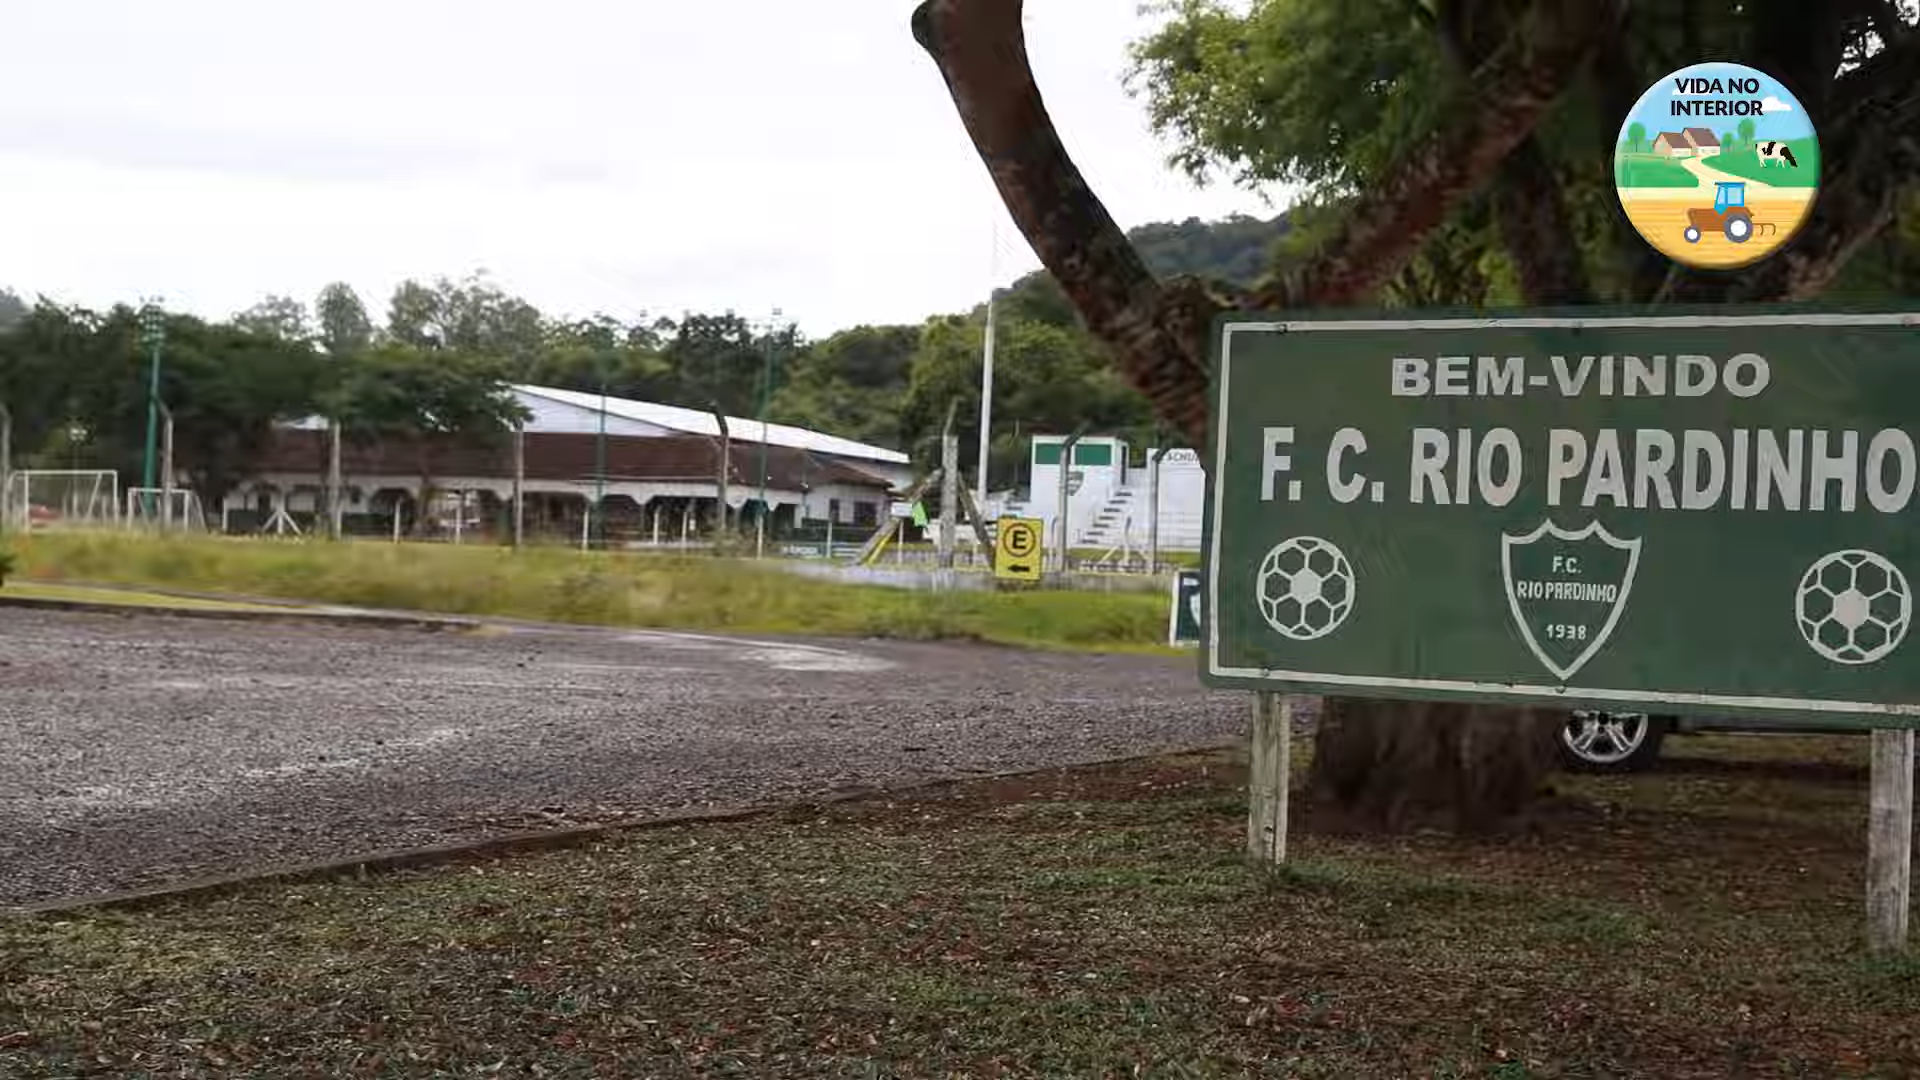 VIDA NO
INTERIOR
BEM-VINDO
F. C. RIO PARDINHO
F.C.
RIO PARDINHO
1938
E